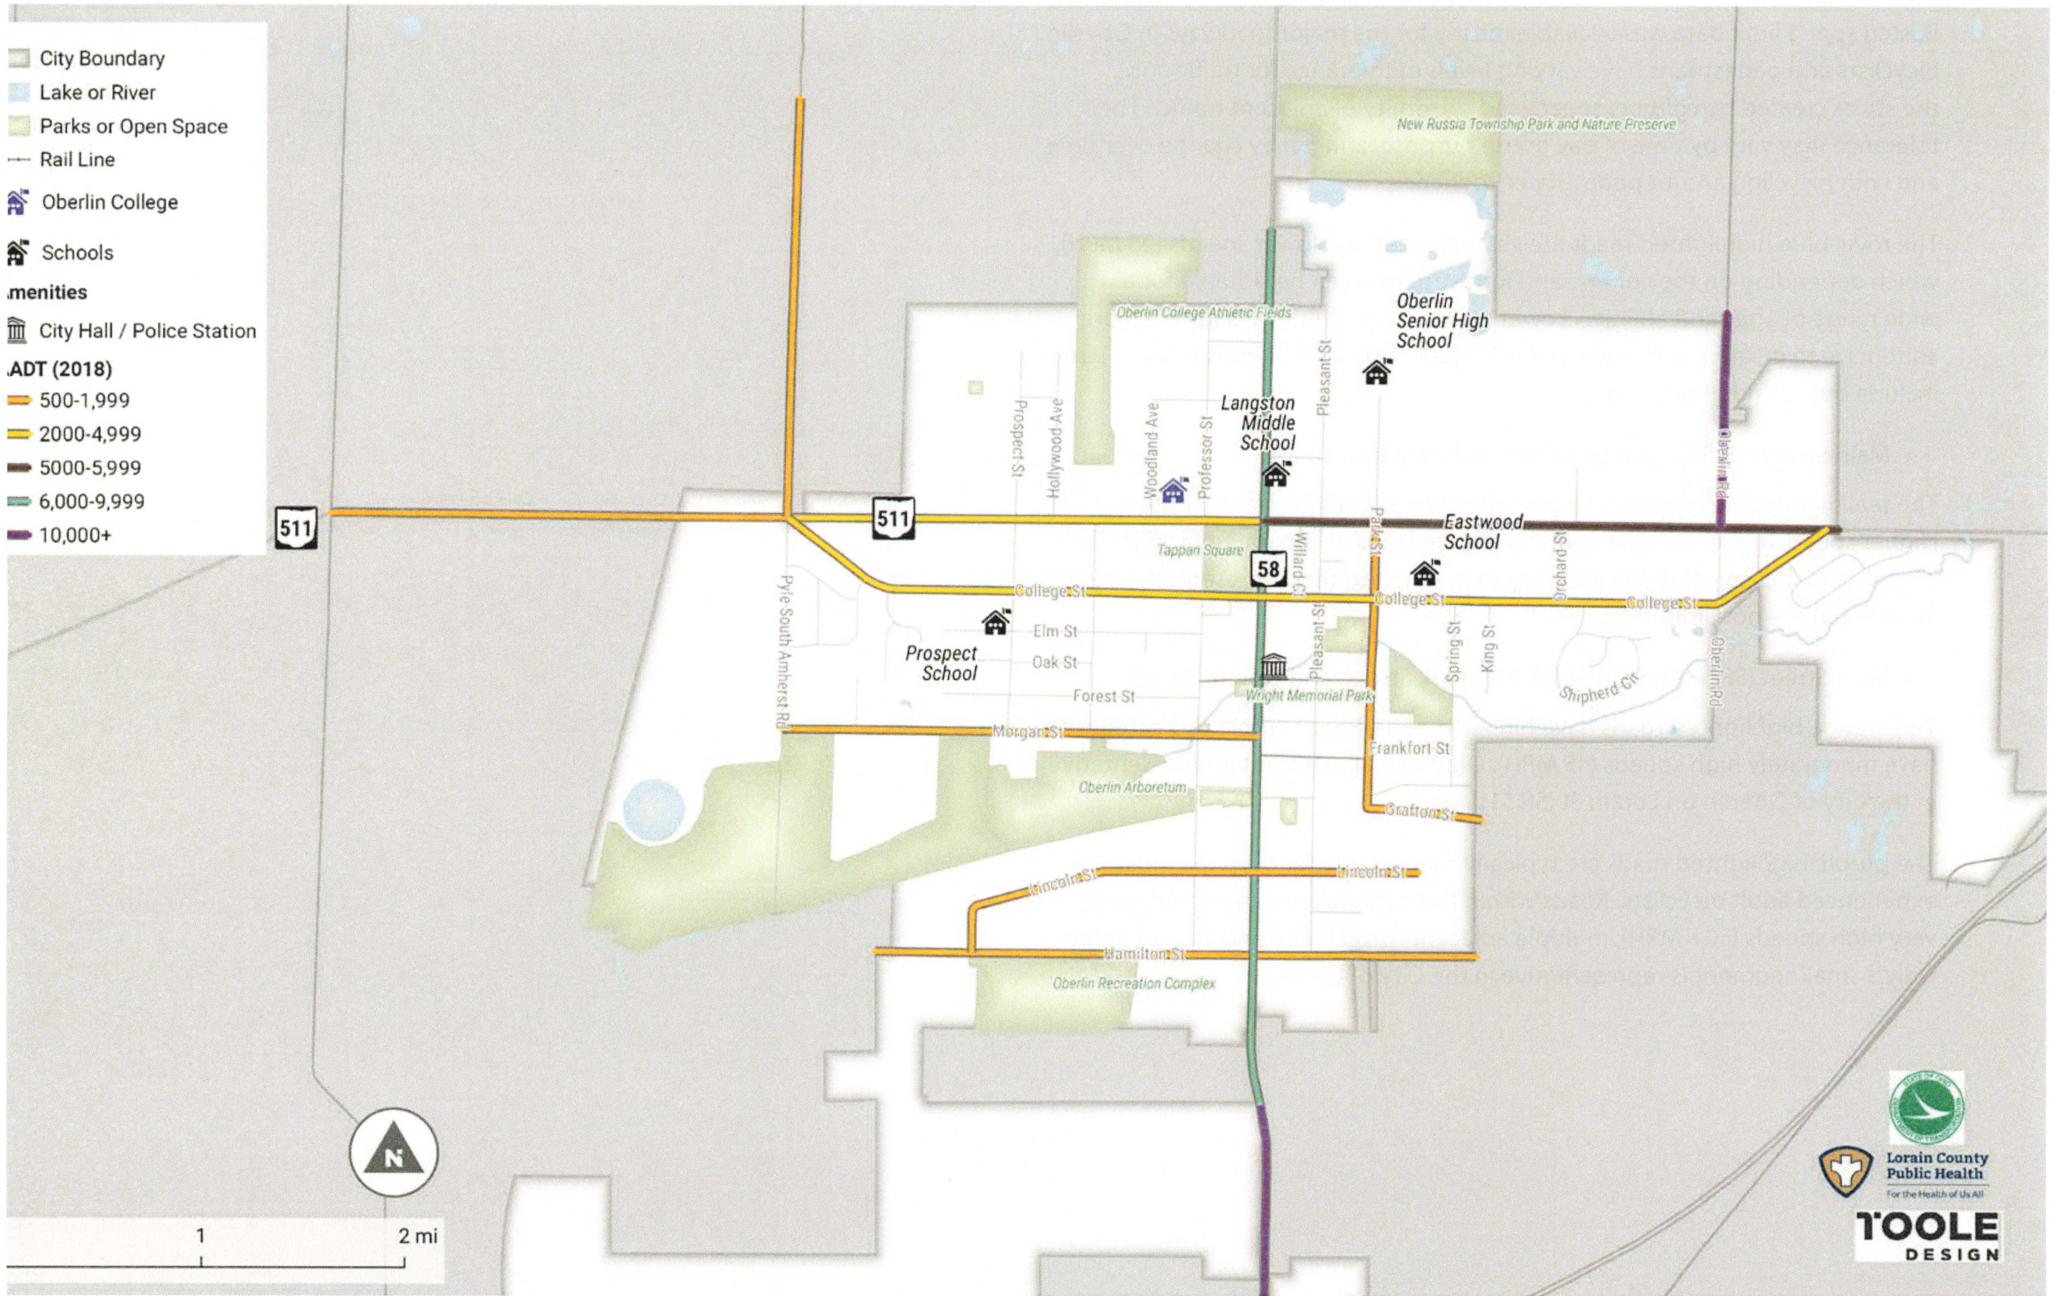 City Boundary
Lake or River
Parks or Open Space
Rail Line
Oberlin College
Schools
menities
City Hall / Police Station
ADT (2018)
500-1,999
2000-4,999
5000-5,999
6,000-9,999
10,000+
New Russia Township Park and Nature Preserve
Oberlin College Athletic Fields
Oberlin
Senior High
School
Langston
Middle
School
Pleasant St
Prospect St
Hollywood Ave
Woodland Ave
Professor St
Oberlin Rd
511
511
Park St
Eastwood
School
Tappan Square
58
Willard Ct
Orchard St
Pyle-South Amherst Rd
College St
College St
College St
Elm St
Oak St
Prospect
School
Forest St
Pleasant St
Wright Memorial Park
Spring St
King St
Shipherd Cir
Oberlin Rd
Morgan St
Frankfort St
Oberlin Arboretum
Grafton St
Lincoln St
Lincoln St
Hamilton St
Oberlin Recreation Complex
N
1
2 mi
STATE OF OHIO
DEPARTMENT OF TRANSPORTATION
Lorain County
Public Health
For the Health of Us All
TOOLE
DESIGN